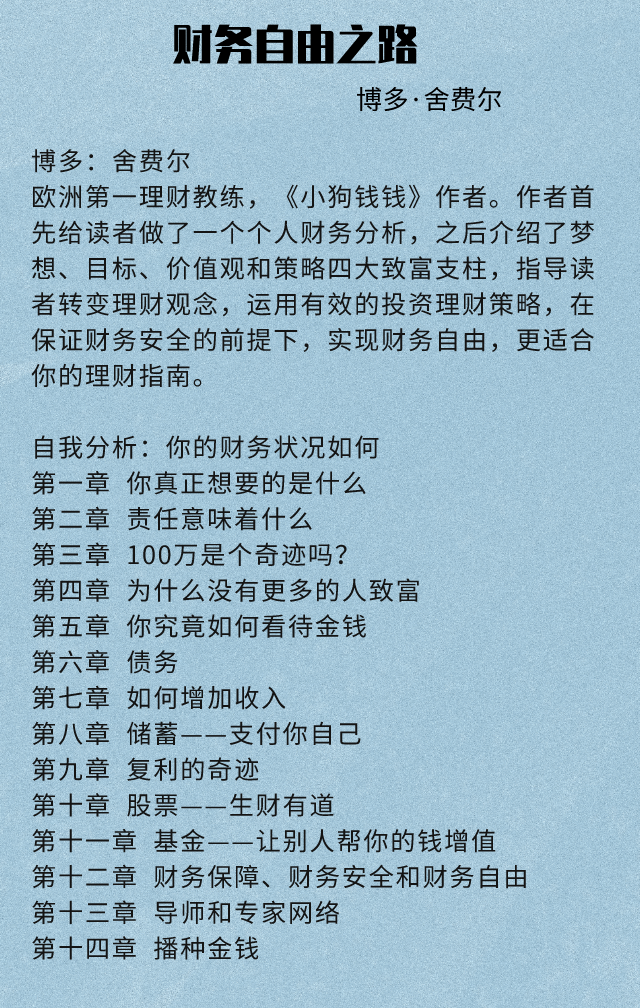 财务自由之路
博多·舍费尔
博多：舍费尔
欧洲第一理财教练，《小狗钱钱》作者。作者首
先给读者做了一个个人财务分析，之后介绍了梦
想、目标、价值观和策略四大致富支柱，指导读
者转变理财观念，运用有效的投资理财策略，在
保证财务安全的前提下，实现财务自由，更适合
你的理财指南。
自我分析：你的财务状况如何
第一章 你真正想要的是什么
第二章 责任意味着什么
第三章 100万是个奇迹吗？
第四章 为什么没有更多的人致富
第五章 你究竟如何看待金钱
第六章 债务
第七章 如何增加收入
第八章 储蓄——支付你自己
第九章 复利的奇迹
第十章 股票——生财有道
第十一章 基金——让别人帮你的钱增值
第十二章 财务保障、财务安全和财务自由
第十三章 导师和专家网络
第十四章 播种金钱